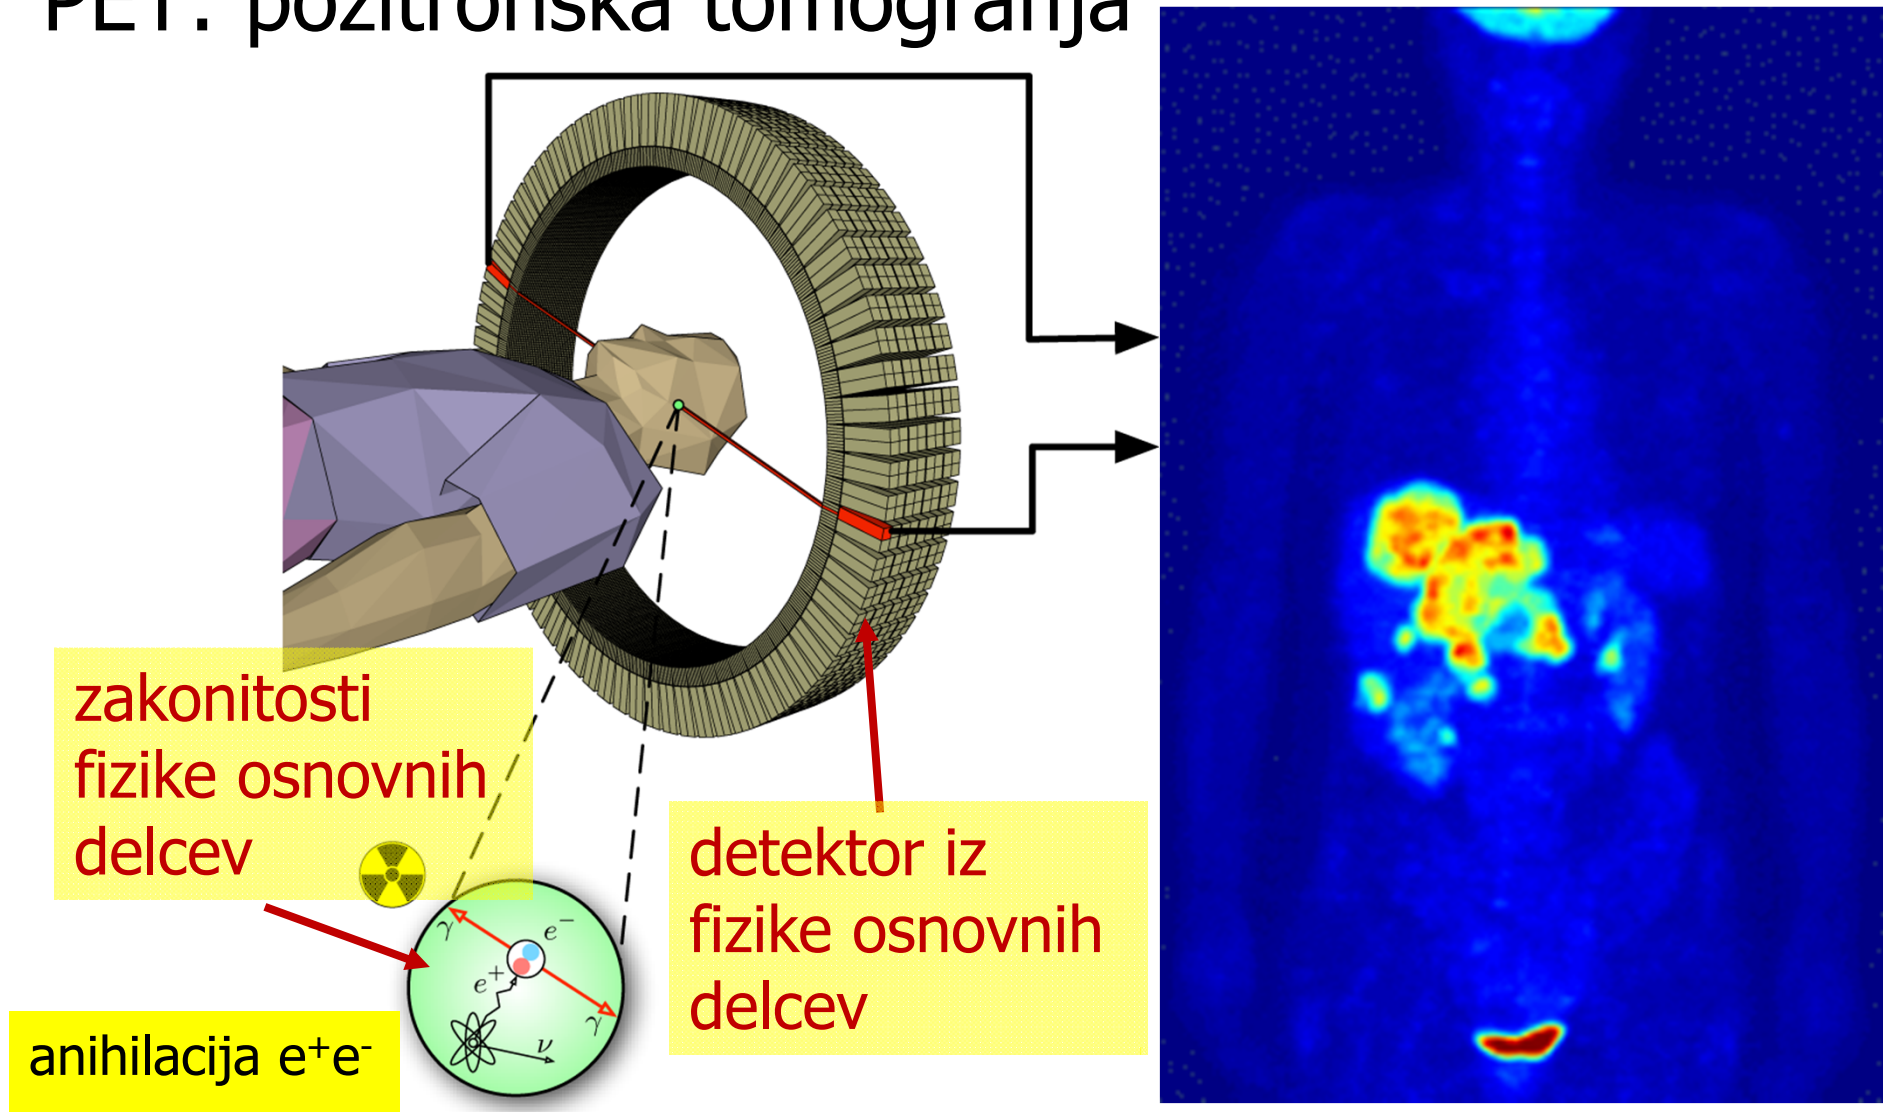 PET: pozitronska tomografija
zakonitosti
fizike osnovnih
delcev
detektor iz
fizike osnovnih
delcev
γ
e⁻
e⁺
γ
ν
anihilacija e⁺e⁻